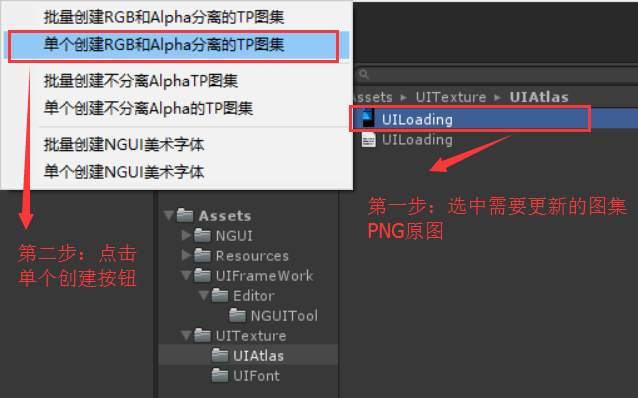 批量创建RGB和Alpha分离的TP图集
单个创建RGB和Alpha分离的TP图集
批量创建不分离AlphaTP图集
单个创建不分离Alpha的TP图集
批量创建NGUI美术字体
单个创建NGUI美术字体
Assets ▸ UITexture ▸ UIAtlas
UILoading
UILoading
第一步：选中需要更新的图集
PNG原图
第二步：点击
单个创建按钮
Assets
NGUI
Resources
UIFrameWork
Editor
NGUITool
UITexture
UIAtlas
UIFont